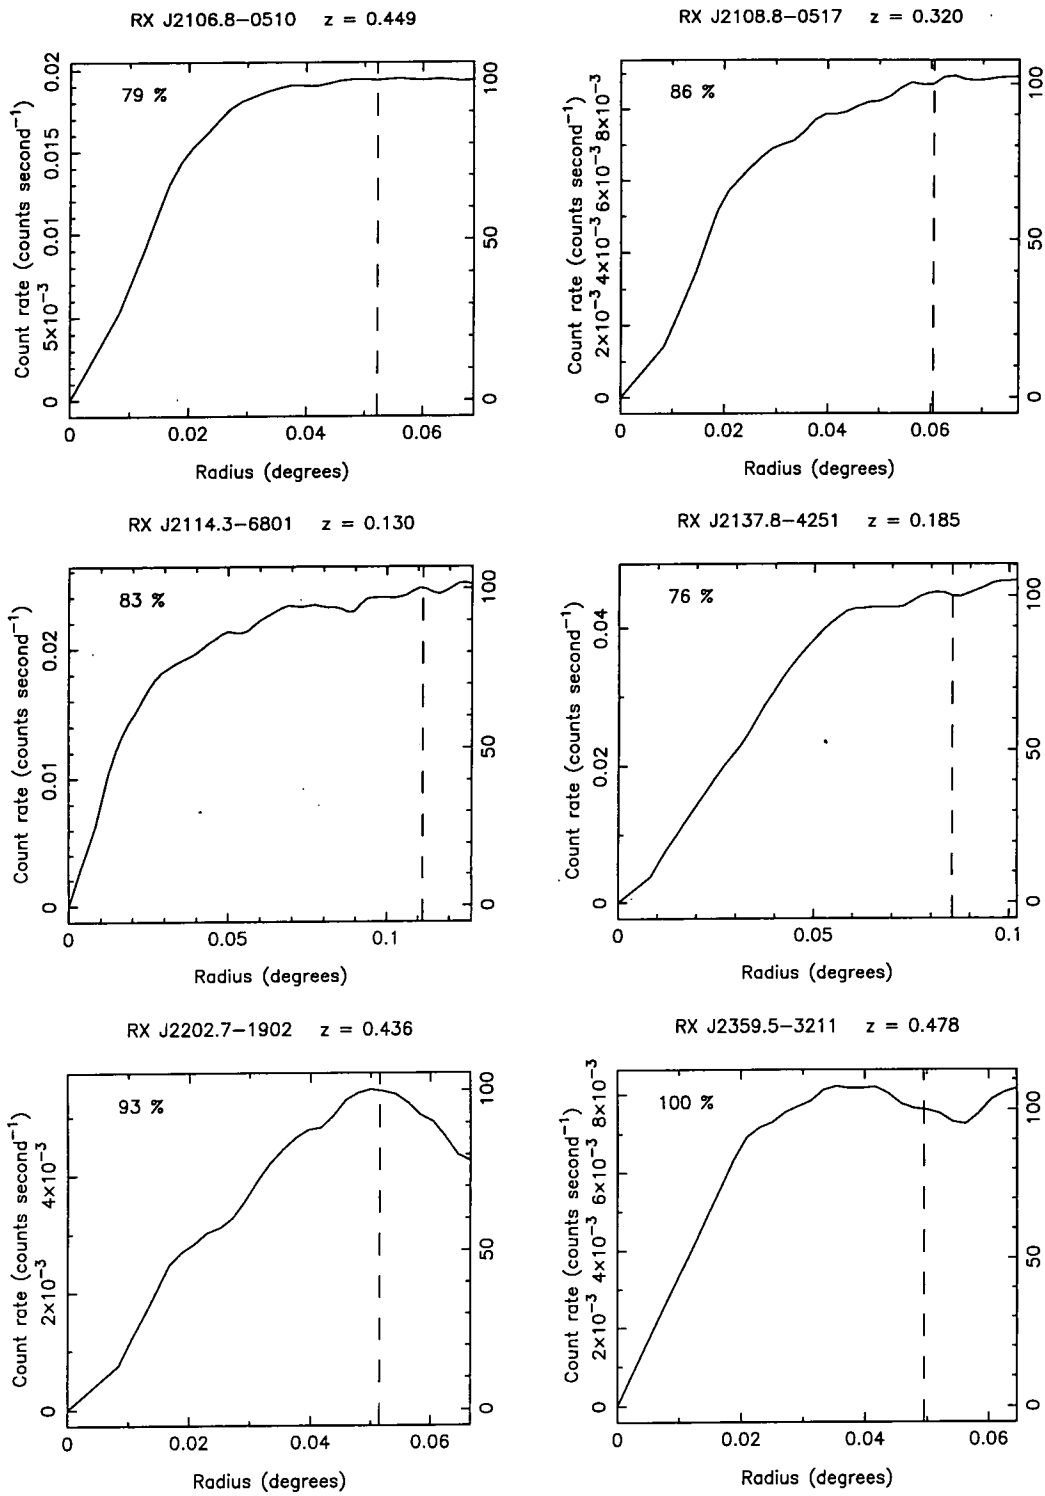 RX J2106.8−0510 z = 0.449
79 %
Count rate (counts second⁻¹)
0 5×10⁻³ 0.01 0.015 0.02
0 50 100
0 0.02 0.04 0.06
Radius (degrees)
RX J2108.8−0517 z = 0.320
86 %
Count rate (counts second⁻¹)
0 2×10⁻³ 4×10⁻³ 6×10⁻³ 8×10⁻³
0 50 100
0 0.02 0.04 0.06
Radius (degrees)
RX J2114.3−6801 z = 0.130
83 %
Count rate (counts second⁻¹)
0 0.01 0.02
0 50 100
0 0.05 0.1
Radius (degrees)
RX J2137.8−4251 z = 0.185
76 %
Count rate (counts second⁻¹)
0 0.02 0.04
0 50 100
0 0.05 0.1
Radius (degrees)
RX J2202.7−1902 z = 0.436
93 %
Count rate (counts second⁻¹)
0 2×10⁻³ 4×10⁻³
0 50 100
0 0.02 0.04 0.06
Radius (degrees)
RX J2359.5−3211 z = 0.478
100 %
Count rate (counts second⁻¹)
0 2×10⁻³ 4×10⁻³ 6×10⁻³ 8×10⁻³
0 50 100
0 0.02 0.04 0.06
Radius (degrees)